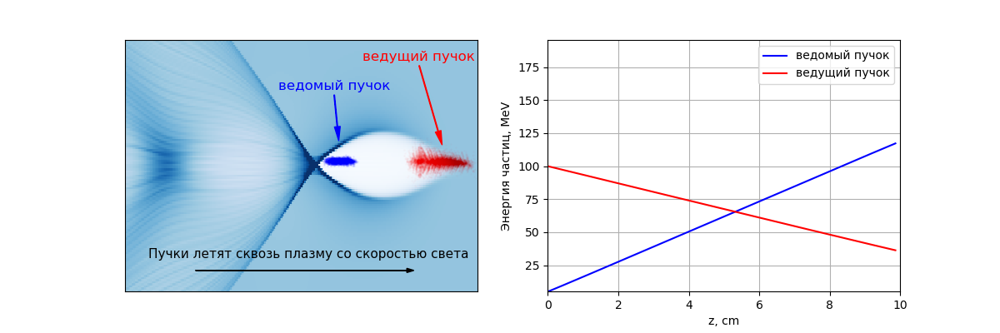 ведущий пучок
ведомый пучок
Пучки летят сквозь плазму со скоростью света
ведомый пучок
ведущий пучок
Энергия частиц, MeV
175
150
125
100
75
50
25
0 2 4 6 8 10
z, cm